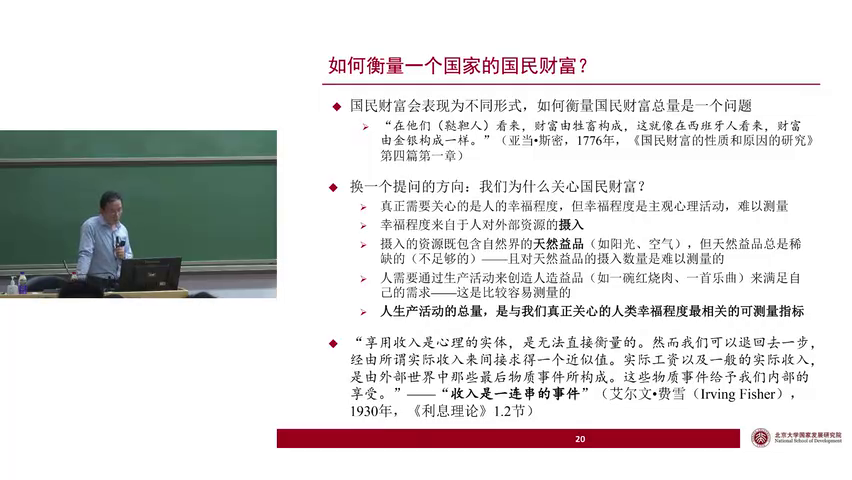 如何衡量一个国家的国民财富？
国民财富会表现为不同形式，如何衡量国民财富总量是一个问题
“在他们（鞑靼人）看来，财富由牲畜构成，这就像在西班牙人看来，财富
由金银构成一样。”（亚当•斯密，1776年，《国民财富的性质和原因的研究》
第四篇第一章）
换一个提问的方向：我们为什么关心国民财富？
真正需要关心的是人的幸福程度，但幸福程度是主观心理活动，难以测量
幸福程度来自于人对外部资源的摄入
摄入的资源既包含自然界的天然益品（如阳光、空气），但天然益品总是稀
缺的（不足够的）——且对天然益品的摄入数量是难以测量的
人需要通过生产活动来创造人造益品（如一碗红烧肉、一首乐曲）来满足自
己的需求——这是比较容易测量的
人生产活动的总量，是与我们真正关心的人类幸福程度最相关的可测量指标
“享用收入是心理的实体，是无法直接衡量的。然而我们可以退回去一步，
经由所谓实际收入来间接求得一个近似值。实际工资以及一般的实际收入，
是由外部世界中那些最后物质事件所构成。这些物质事件给予我们内部的
享受。”——“收入是一连串的事件”（艾尔文•费雪（Irving Fisher），
1930年，《利息理论》1.2节）
20
北京大学国家发展研究院
National School of Development